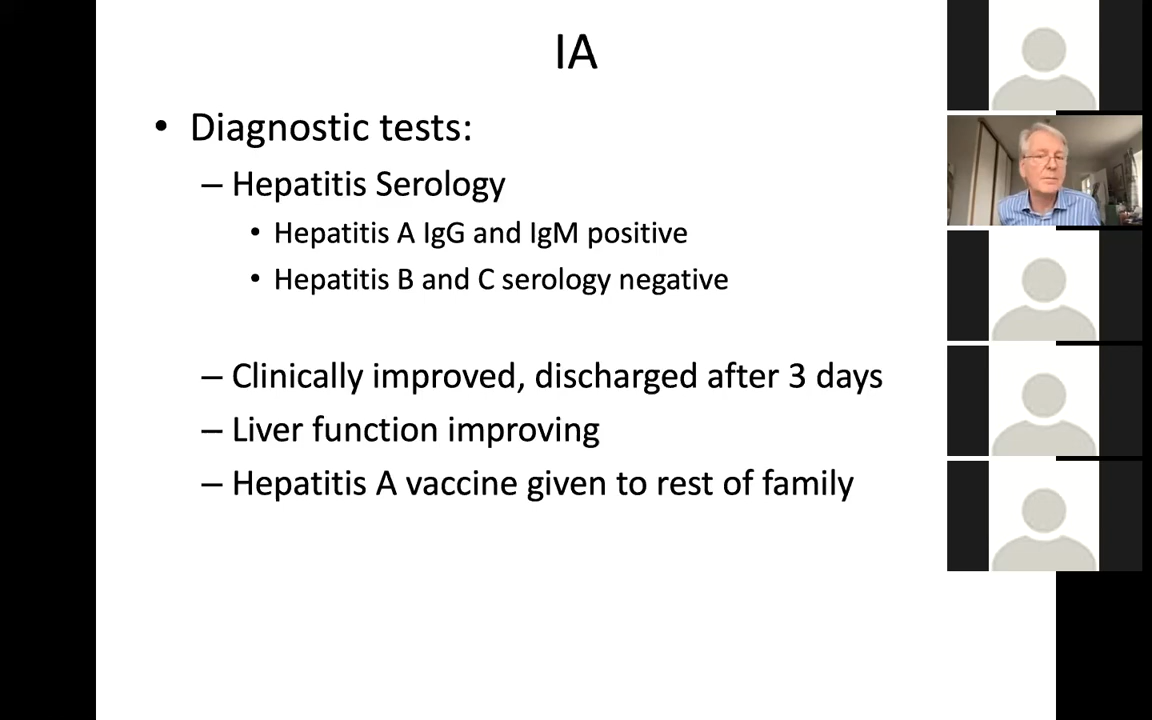 IA
• Diagnostic tests:
– Hepatitis Serology
• Hepatitis A IgG and IgM positive
• Hepatitis B and C serology negative
– Clinically improved, discharged after 3 days
– Liver function improving
– Hepatitis A vaccine given to rest of family